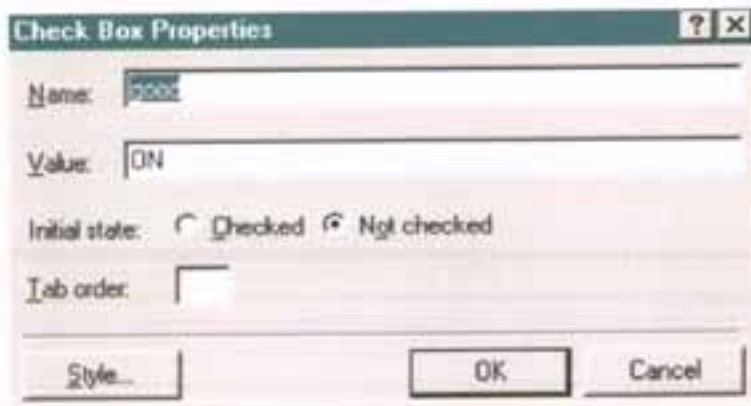 Check Box Properties
Name: good
Value: ON
Initial state: Checked Not checked
Tab order:
Style... OK Cancel